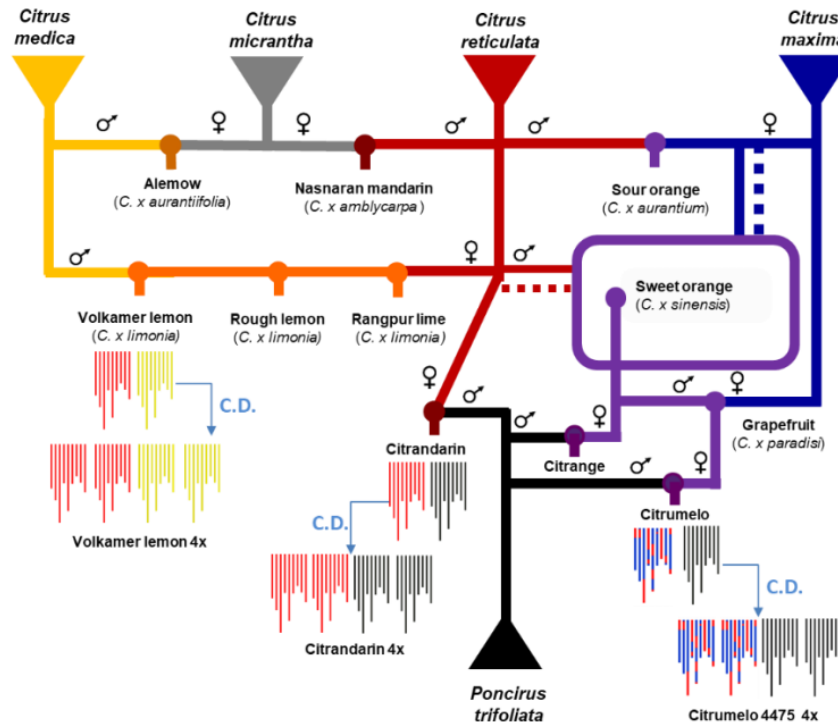 Citrus
medica
Citrus
micrantha
Citrus
reticulata
Citrus
maxima
♂
♀
♀
♂
♂
♀
Alemow
(C. x aurantiifolia)
Nasnaran mandarin
(C. x amblycarpa)
Sour orange
(C. x aurantium)
♂
♀
♂
Volkamer lemon
(C. x limonia)
Rough lemon
(C. x limonia)
Rangpur lime
(C. x limonia)
Sweet orange
(C. x sinensis)
♀
♂
♂
♀
♂
♀
Grapefruit
(C. x paradisi)
Citrandarin
Citrange
♂
♀
Citrumelo
C.D.
C.D.
C.D.
Volkamer lemon 4x
Citrandarin 4x
Citrumelo 4475 4x
Poncirus
trifoliata